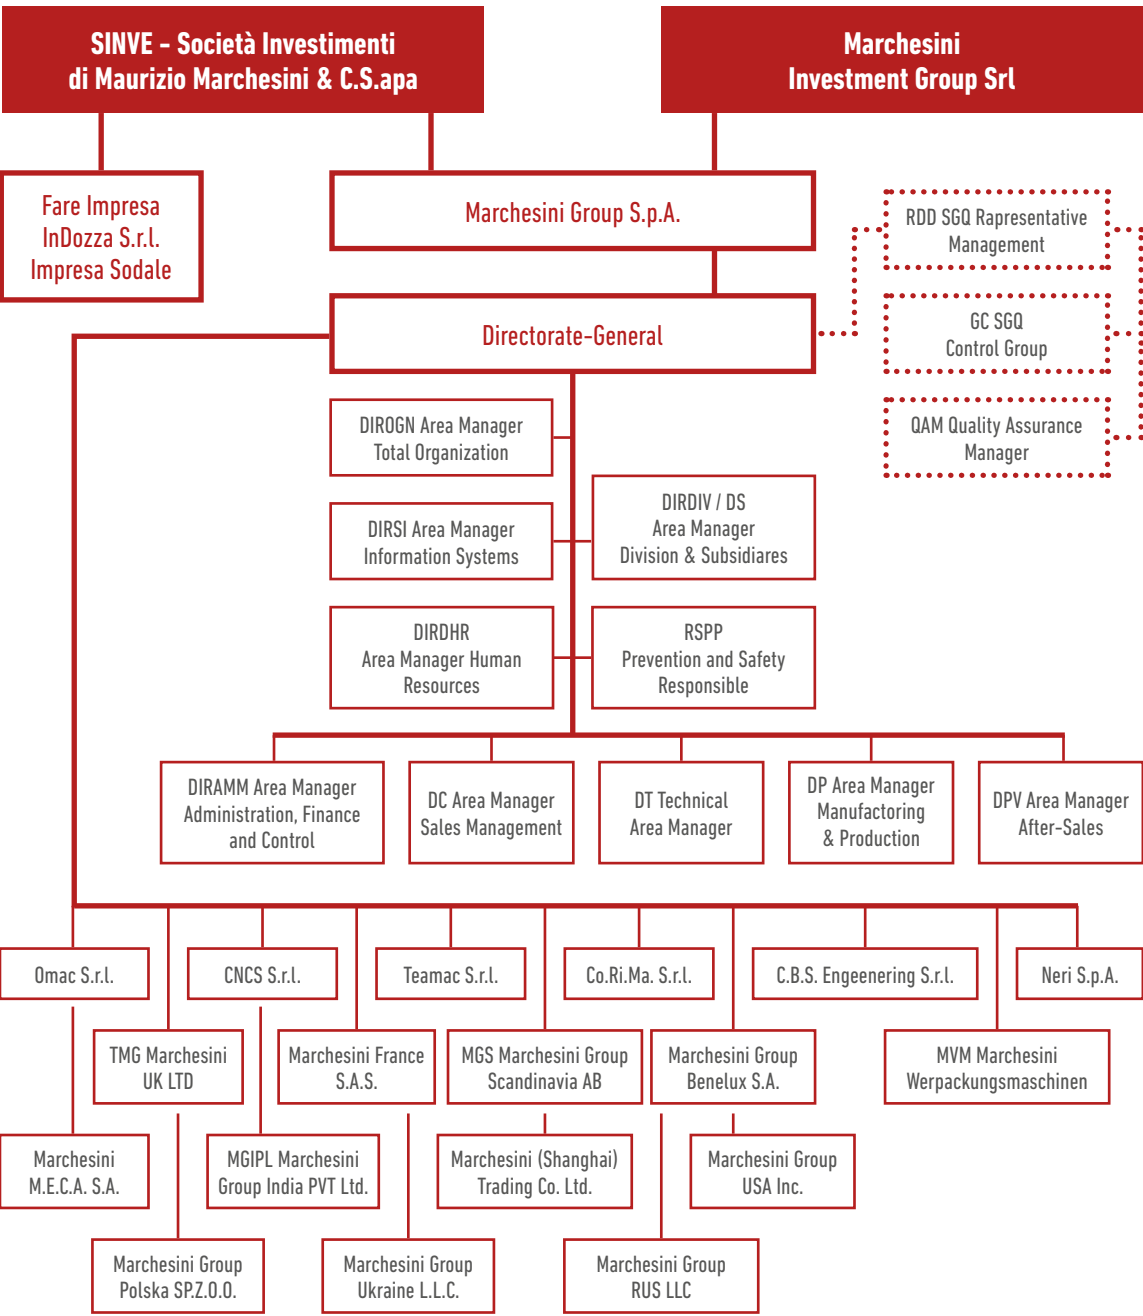 SINVE - Società Investimenti
di Maurizio Marchesini & C.S.apa
Marchesini
Investment Group Srl
Fare Impresa
InDozza S.r.l.
Impresa Sodale
Marchesini Group S.p.A.
RDD SGQ Rapresentative
Management
Directorate-General
GC SGQ
Control Group
QAM Quality Assurance
Manager
DIROGN Area Manager
Total Organization
DIRSI Area Manager
Information Systems
DIRDIV / DS
Area Manager
Division & Subsidiares
DIRDHR
Area Manager Human
Resources
RSPP
Prevention and Safety
Responsible
DIRAMM Area Manager
Administration, Finance
and Control
DC Area Manager
Sales Management
DT Technical
Area Manager
DP Area Manager
Manufactoring
& Production
DPV Area Manager
After-Sales
Omac S.r.l.
CNCS S.r.l.
Teamac S.r.l.
Co.Ri.Ma. S.r.l.
C.B.S. Engeenering S.r.l.
Neri S.p.A.
TMG Marchesini
UK LTD
Marchesini France
S.A.S.
MGS Marchesini Group
Scandinavia AB
Marchesini Group
Benelux S.A.
MVM Marchesini
Werpackungsmaschinen
Marchesini
M.E.C.A. S.A.
MGIPL Marchesini
Group India PVT Ltd.
Marchesini (Shanghai)
Trading Co. Ltd.
Marchesini Group
USA Inc.
Marchesini Group
Polska SP.Z.O.O.
Marchesini Group
Ukraine L.L.C.
Marchesini Group
RUS LLC